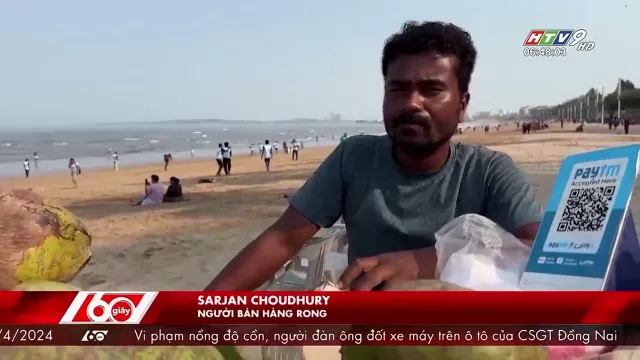 HTV9 HD
06:48:03
paytm
Accepted Here
SARJAN CHOUDHURY
NGƯỜI BÁN HÀNG RONG
60 giây
/4/2024
60
Vi phạm nồng độ cồn, người đàn ông đốt xe máy trên ô tô của CSGT Đồng Nai